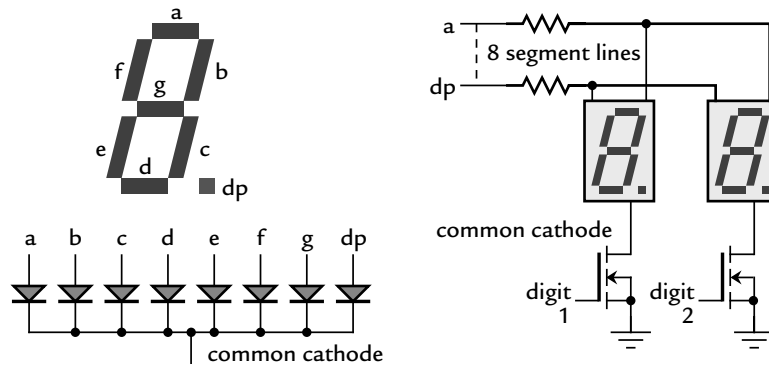 a
f
b
g
e
c
d
dp
a b c d e f g dp
common cathode
a
8 segment lines
dp
common cathode
digit
1
digit
2